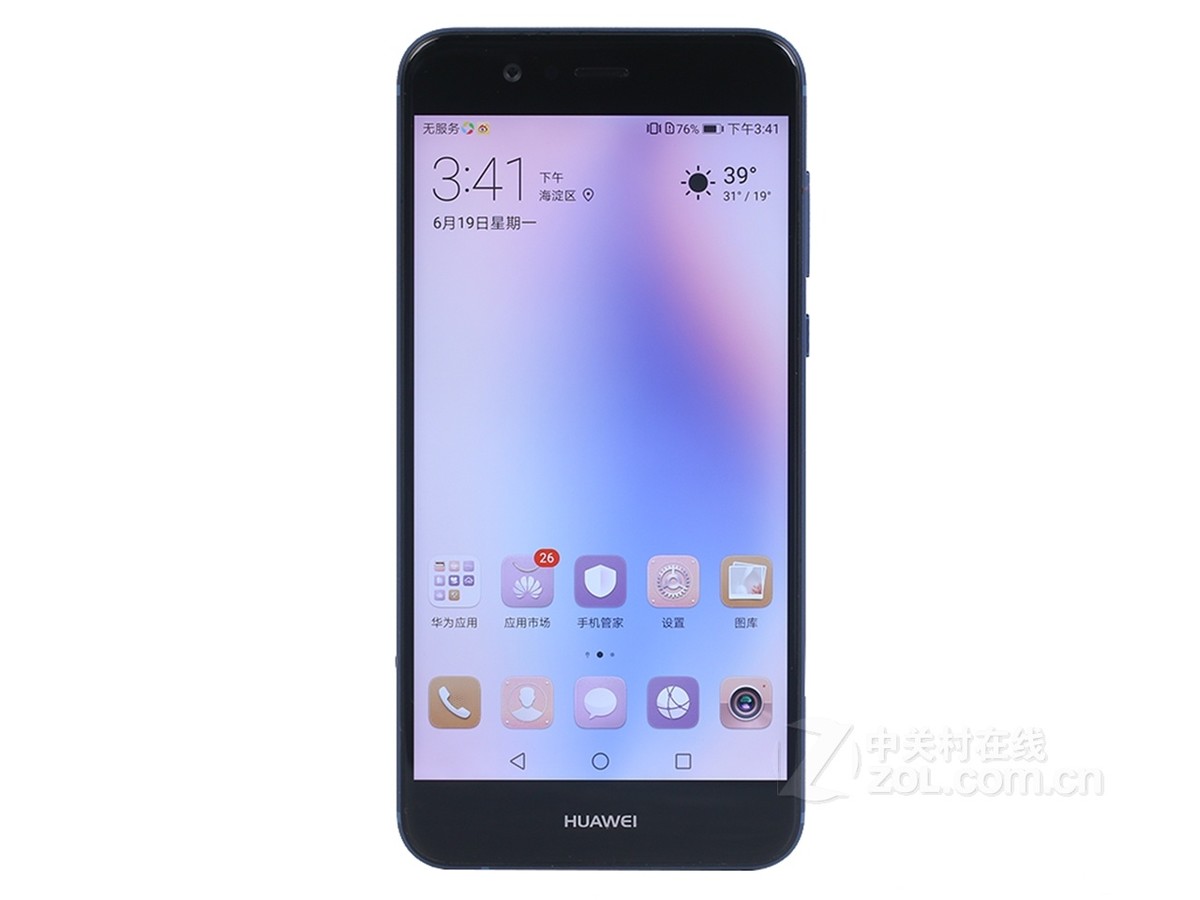 无服务
76% 下午3:41
3:41 下午
海淀区
39°
31° / 19°
6月19日星期一
26
华为应用 应用市场 手机管家 设置 图库
HUAWEI
中关村在线
ZOL.com.cn